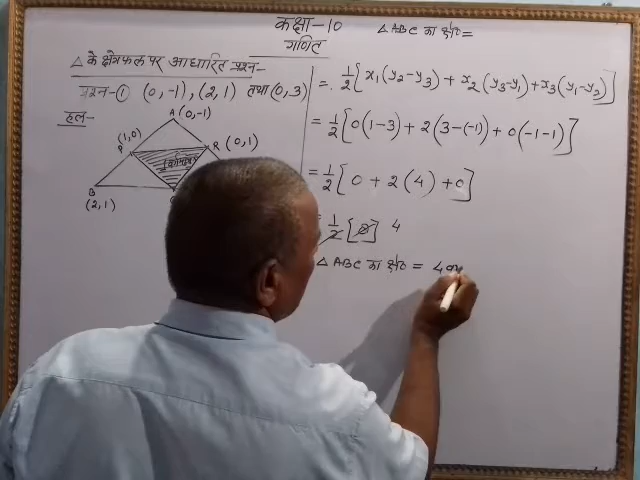 कक्षा-10
गणित
△ ABC का क्षे० =
△ के क्षेत्रफल पर आधारित प्रश्न-
प्रश्न-① (0, -1), (2, 1) तथा (0, 3)
हल-
A (0, -1)
(1, 0)
P
R (0, 1)
B
(2, 1)
= 1/2 [x₁(y₂-y₃) + x₂(y₃-y₁) + x₃(y₁-y₂)]
= 1/2 [0(1-3) + 2(3-(-1)) + 0(-1-1)]
= 1/2 [0 + 2(4) + 0]
= 1/2 [8] 4
△ ABC का क्षे० = 4